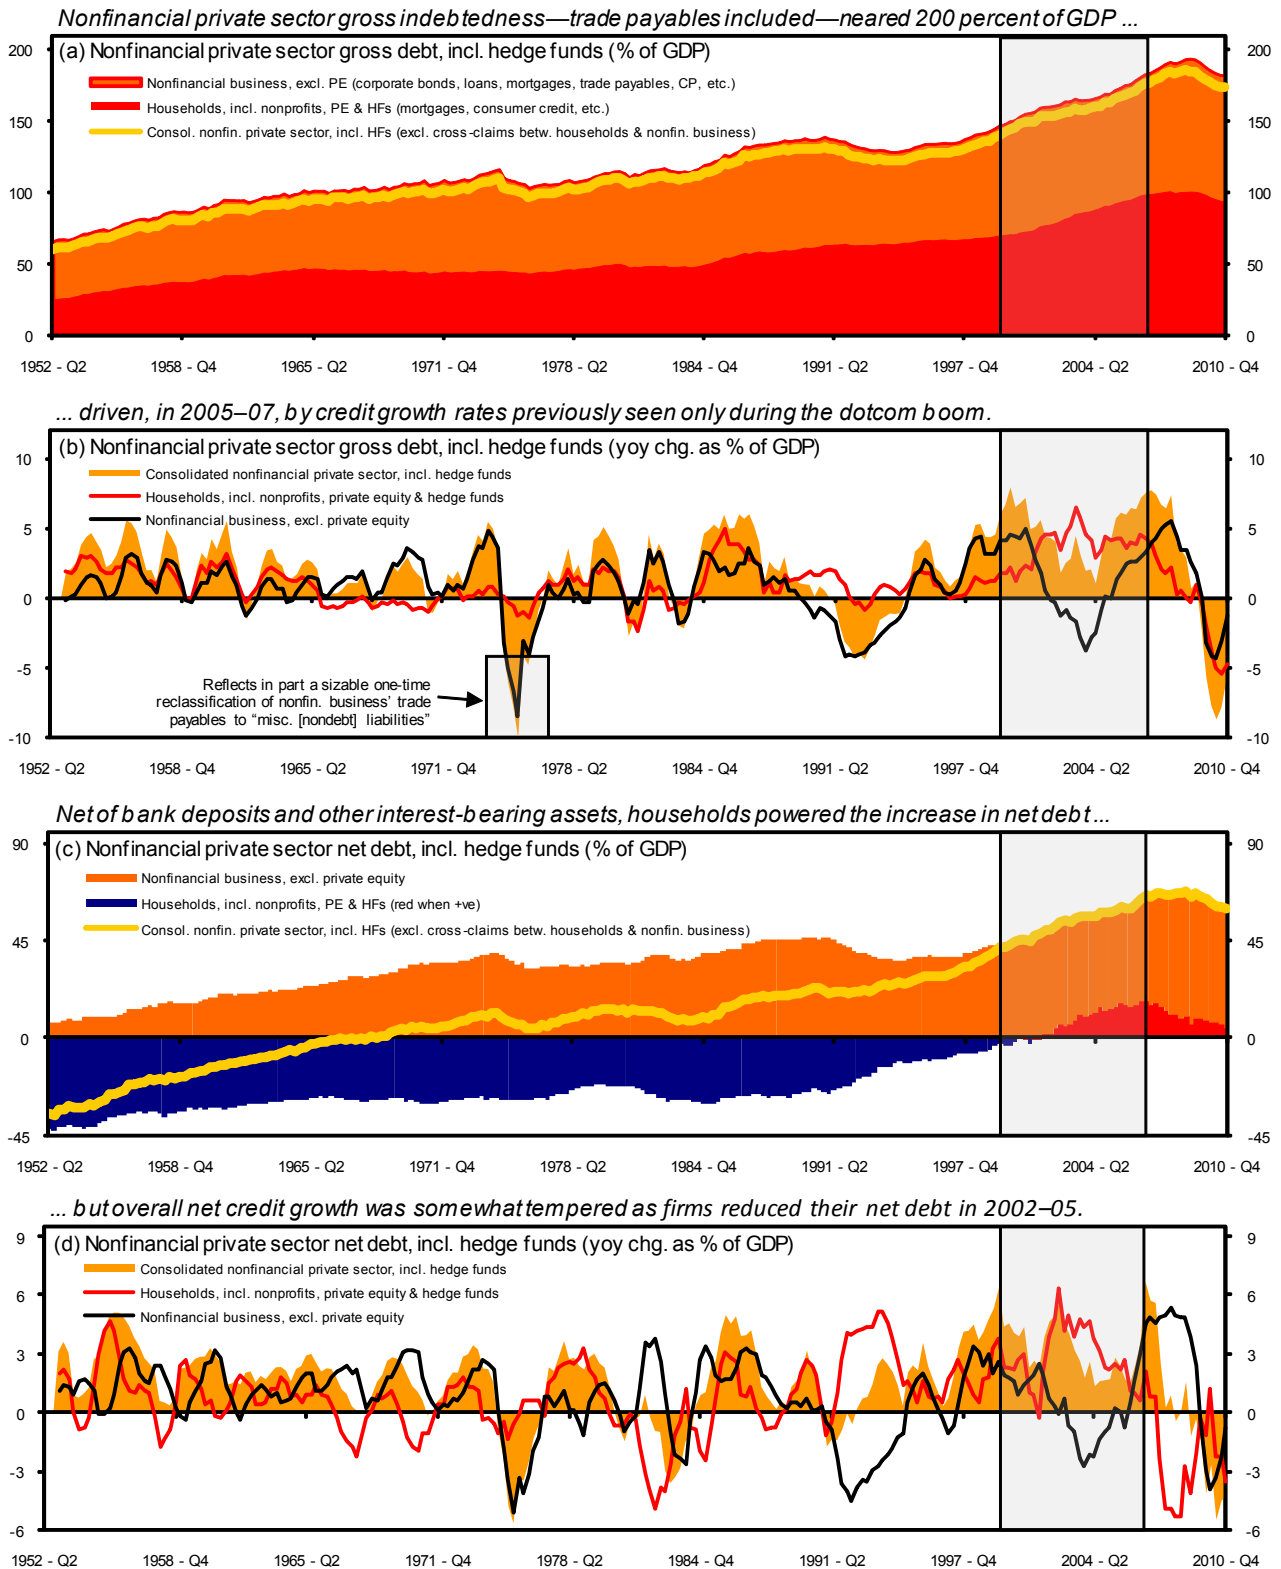 Nonfinancial private sector gross indebtedness—trade payables included—neared 200 percent of GDP ...
(a) Nonfinancial private sector gross debt, incl. hedge funds (% of GDP)
Nonfinancial business, excl. PE (corporate bonds, loans, mortgages, trade payables, CP, etc.)
Households, incl. nonprofits, PE & HFs (mortgages, consumer credit, etc.)
Consol. nonfin. private sector, incl. HFs (excl. cross-claims betw. households & nonfin. business)
200 200
150 150
100 100
50 50
0 0
1952 - Q2 1958 - Q4 1965 - Q2 1971 - Q4 1978 - Q2 1984 - Q4 1991 - Q2 1997 - Q4 2004 - Q2 2010 - Q4
... driven, in 2005–07, by credit growth rates previously seen only during the dotcom boom.
(b) Nonfinancial private sector gross debt, incl. hedge funds (yoy chg. as % of GDP)
Consolidated nonfinancial private sector, incl. hedge funds
Households, incl. nonprofits, private equity & hedge funds
Nonfinancial business, excl. private equity
10 10
5 5
0 0
-5 -5
-10 -10
Reflects in part a sizable one-time
reclassification of nonfin. business' trade
payables to “misc. [nondebt] liabilities”
1952 - Q2 1958 - Q4 1965 - Q2 1971 - Q4 1978 - Q2 1984 - Q4 1991 - Q2 1997 - Q4 2004 - Q2 2010 - Q4
Net of bank deposits and other interest-bearing assets, households powered the increase in net debt ...
(c) Nonfinancial private sector net debt, incl. hedge funds (% of GDP)
Nonfinancial business, excl. private equity
Households, incl. nonprofits, PE & HFs (red when +ve)
Consol. nonfin. private sector, incl. HFs (excl. cross-claims betw. households & nonfin. business)
90 90
45 45
0 0
-45 -45
1952 - Q2 1958 - Q4 1965 - Q2 1971 - Q4 1978 - Q2 1984 - Q4 1991 - Q2 1997 - Q4 2004 - Q2 2010 - Q4
... but overall net credit growth was somewhat tempered as firms reduced their net debt in 2002–05.
(d) Nonfinancial private sector net debt, incl. hedge funds (yoy chg. as % of GDP)
Consolidated nonfinancial private sector, incl. hedge funds
Households, incl. nonprofits, private equity & hedge funds
Nonfinancial business, excl. private equity
9 9
6 6
3 3
0 0
-3 -3
-6 -6
1952 - Q2 1958 - Q4 1965 - Q2 1971 - Q4 1978 - Q2 1984 - Q4 1991 - Q2 1997 - Q4 2004 - Q2 2010 - Q4